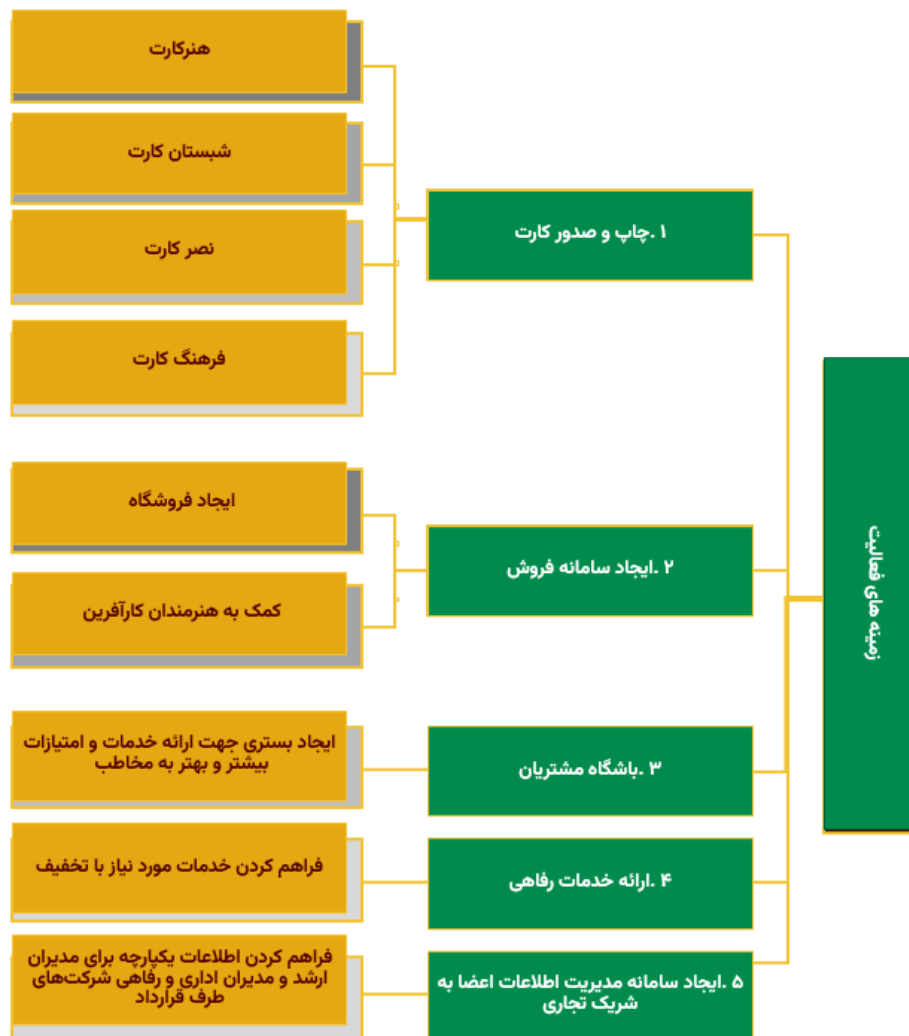 زمینه های فعالیت
۱ .چاپ و صدور کارت
هنرکارت
شبستان کارت
نصر کارت
فرهنگ کارت
۲ .ایجاد سامانه فروش
ایجاد فروشگاه
کمک به هنرمندان کارآفرین
۳ .باشگاه مشتریان
ایجاد بستری جهت ارائه خدمات و امتیازات
بیشتر و بهتر به مخاطب
۴ .ارائه خدمات رفاهی
فراهم کردن خدمات مورد نیاز با تخفیف
۵ .ایجاد سامانه مدیریت اطلاعات اعضا به
شریک تجاری
فراهم کردن اطلاعات یکپارچه برای مدیران
ارشد و مدیران اداری و رفاهی شرکت‌های
طرف قرارداد